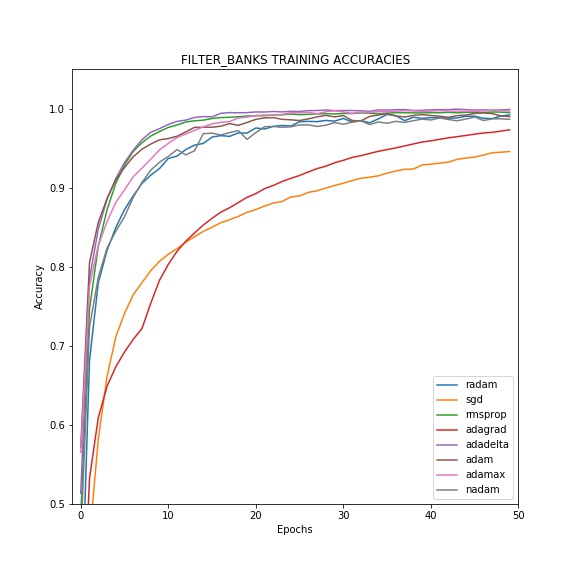 FILTER_BANKS TRAINING ACCURACIES
Accuracy
1.0
0.9
0.8
0.7
0.6
0.5
0
10
20
30
40
50
Epochs
radam
sgd
rmsprop
adagrad
adadelta
adam
adamax
nadam